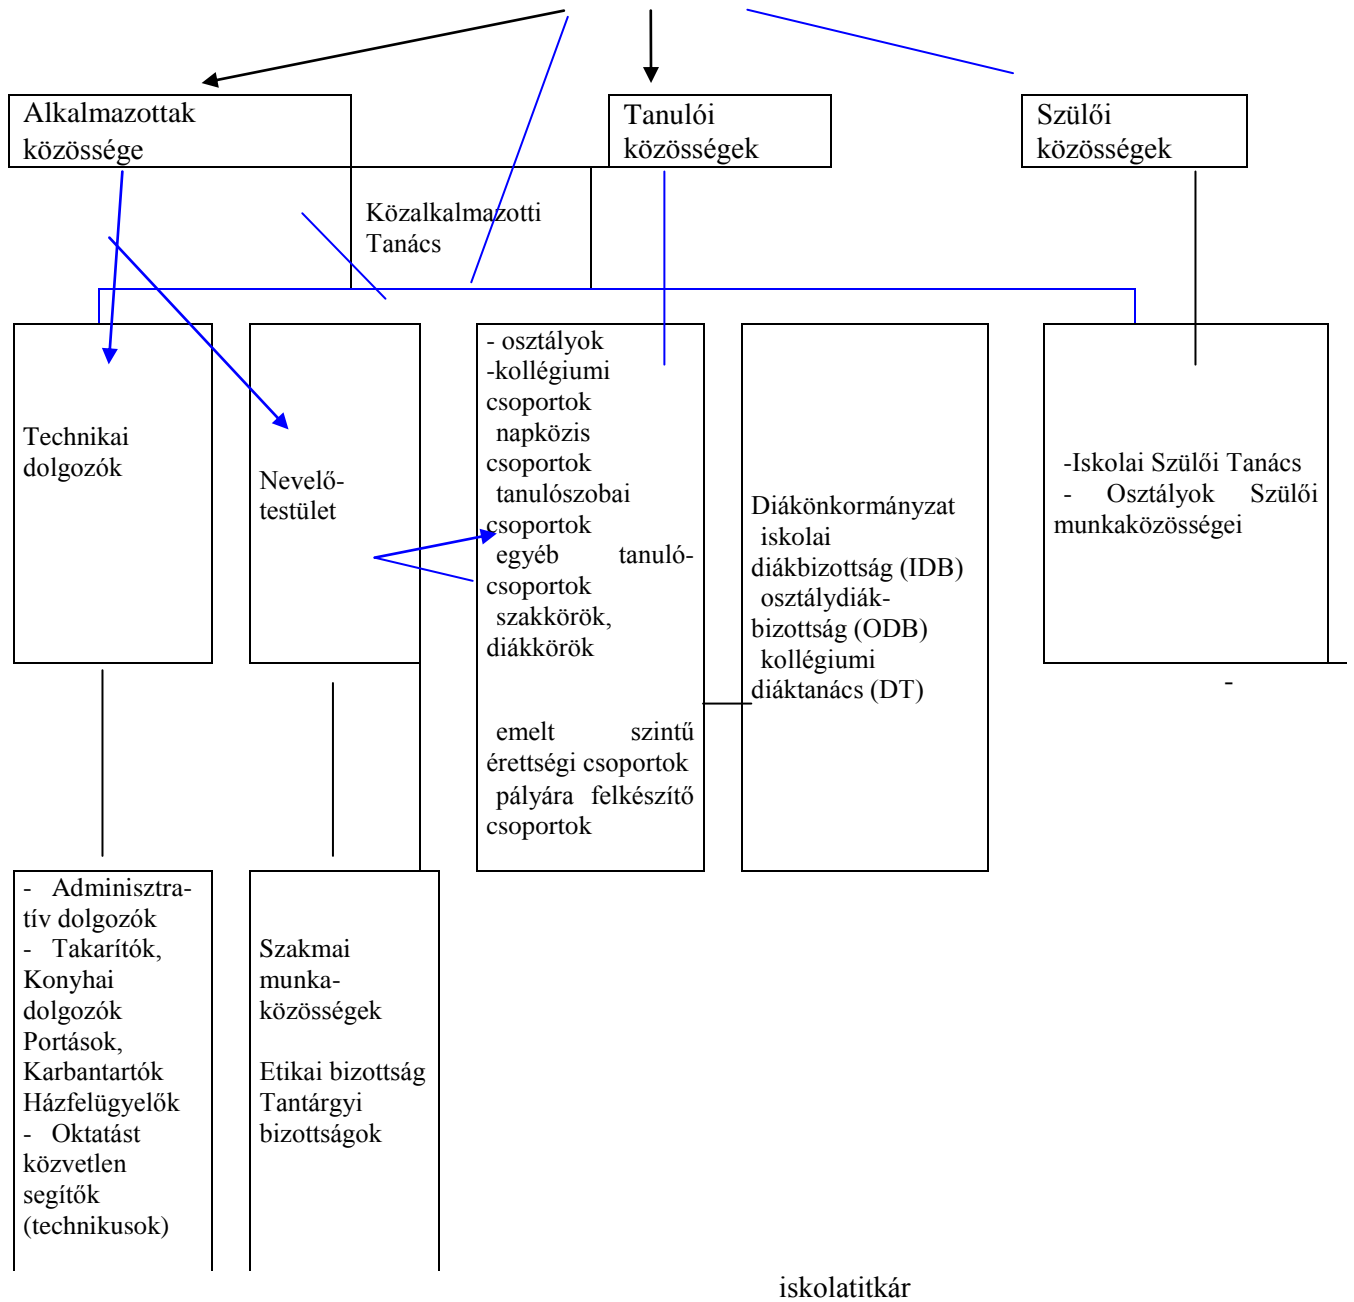 Alkalmazottak
közössége
Tanulói
közösségek
Szülői
közösségek
Közalkalmazotti
Tanács
Technikai
dolgozók
Nevelő-
testület
- osztályok
-kollégiumi
csoportok
napközis
csoportok
tanulószobai
csoportok
egyéb tanuló-
csoportok
szakkörök,
diákkörök
emelt szintű
érettségi csoportok
pályára felkészítő
csoportok
Diákönkormányzat
iskolai
diákbizottság (IDB)
osztálydiák-
bizottság (ODB)
kollégiumi
diáktanács (DT)
-Iskolai Szülői Tanács
- Osztályok Szülői
munkaközösségei
-
- Adminisztra-
tív dolgozók
- Takarítók,
Konyhai
dolgozók
Portások,
Karbantartók
Házfelügyelők
- Oktatást
közvetlen
segítők
(technikusok)
Szakmai
munka-
közösségek
Etikai bizottság
Tantárgyi
bizottságok
iskolatitkár